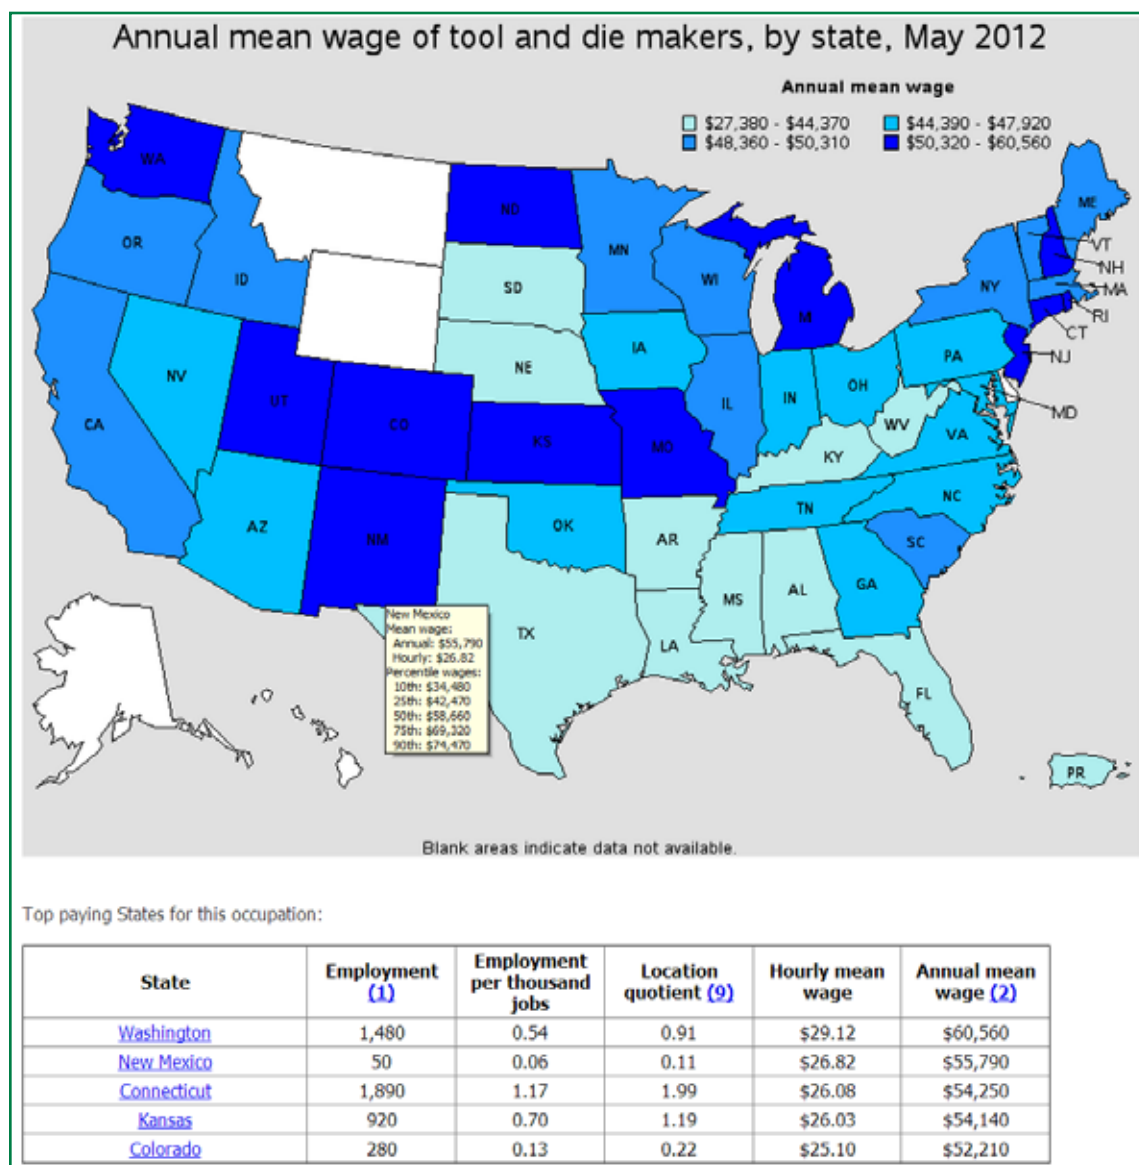 Annual mean wage of tool and die makers, by state, May 2012
Annual mean wage
$27,380 - $44,370
$44,390 - $47,920
$48,360 - $50,310
$50,320 - $60,560
WA
ND
ME
OR
MN
VT
ID
WI
NH
SD
NY
MA
MI
RI
CT
IA
NE
PA
NJ
NV
OH
IN
UT
CO
IL
MD
CA
KS
MO
WV
VA
KY
NC
TN
AZ
OK
NM
AR
SC
GA
MS
AL
TX
LA
FL
PR
New Mexico
Mean wage:
Annual: $55,790
Hourly: $26.82
Percentile wages:
10th: $34,480
25th: $42,470
50th: $58,660
75th: $69,320
90th: $74,470
Blank areas indicate data not available.
Top paying States for this occupation:
State Employment (1) Employment per thousand jobs Location quotient (9) Hourly mean wage Annual mean wage (2)
Washington 1,480 0.54 0.91 $29.12 $60,560
New Mexico 50 0.06 0.11 $26.82 $55,790
Connecticut 1,890 1.17 1.99 $26.08 $54,250
Kansas 920 0.70 1.19 $26.03 $54,140
Colorado 280 0.13 0.22 $25.10 $52,210